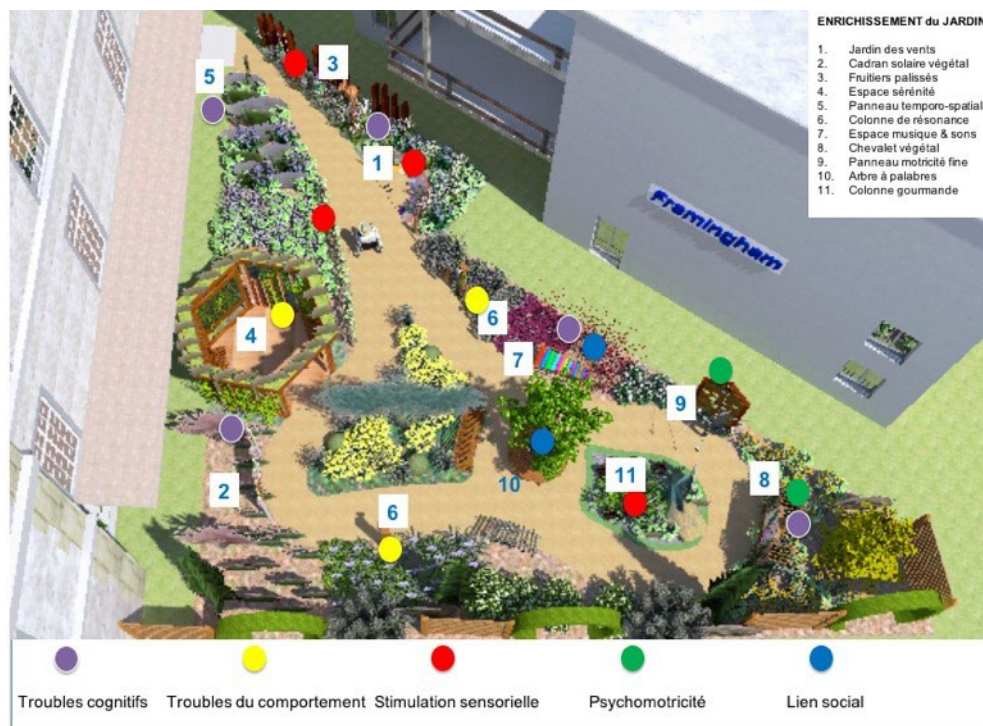 ENRICHISSEMENT du JARDIN
1. Jardin des vents
2. Cadran solaire végétal
3. Fruitiers palissés
4. Espace sérénité
5. Panneau temporo-spatial
6. Colonne de résonance
7. Espace musique & sons
8. Chevalet végétal
9. Panneau motricité fine
10. Arbre à palabres
11. Colonne gourmande
3
5
1
Framingham
6
4
7
9
11
8
2
10
6
Troubles cognitifs
Troubles du comportement
Stimulation sensorielle
Psychomotricité
Lien social